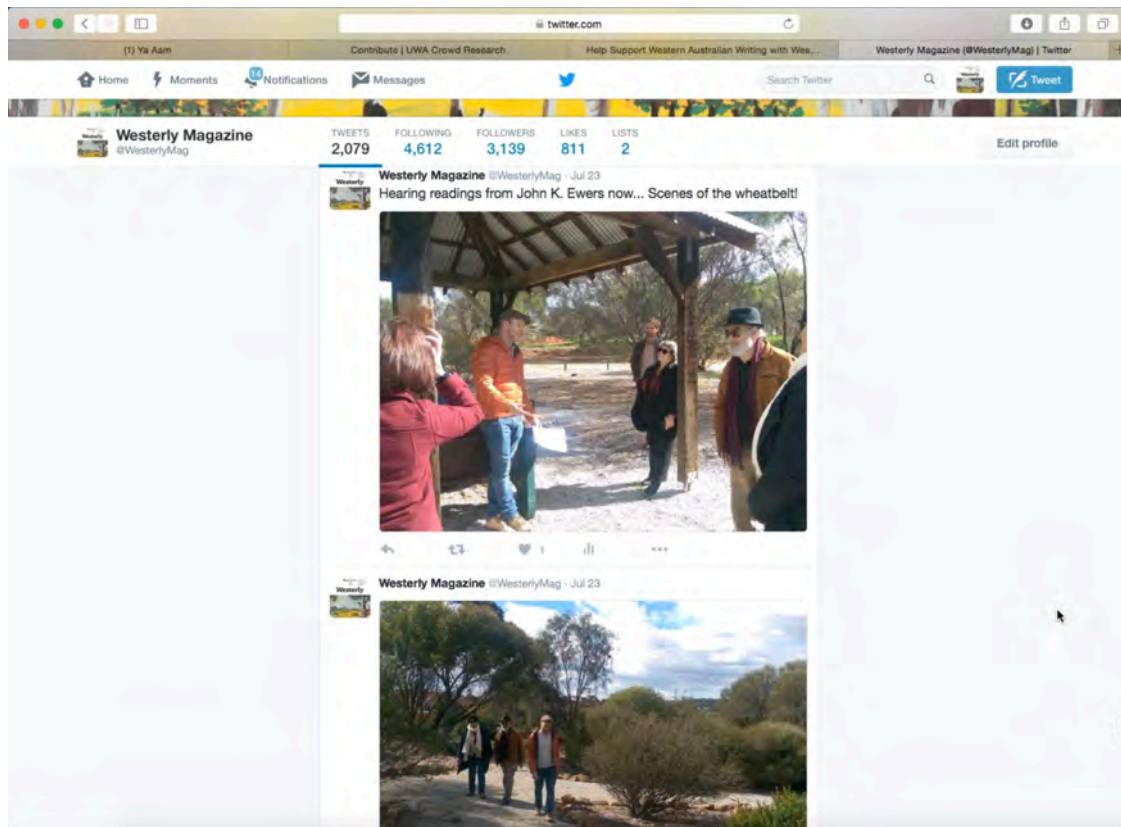 twitter.com
(1) Ya Aam
Contribute | UWA Crowd Research
Help Support Western Australian Writing with Wes...
Westerly Magazine (@WesterlyMag) | Twitter
Home
Moments
14
Notifications
Messages
Search Twitter
Tweet
Westerly Magazine
@WesterlyMag
TWEETS FOLLOWING FOLLOWERS LIKES LISTS
2,079 4,612 3,139 811 2
Edit profile
Westerly Magazine @WesterlyMag · Jul 23
Westerly
Hearing readings from John K. Ewers now... Scenes of the wheatbelt!
1
Westerly Magazine @WesterlyMag · Jul 23
Westerly